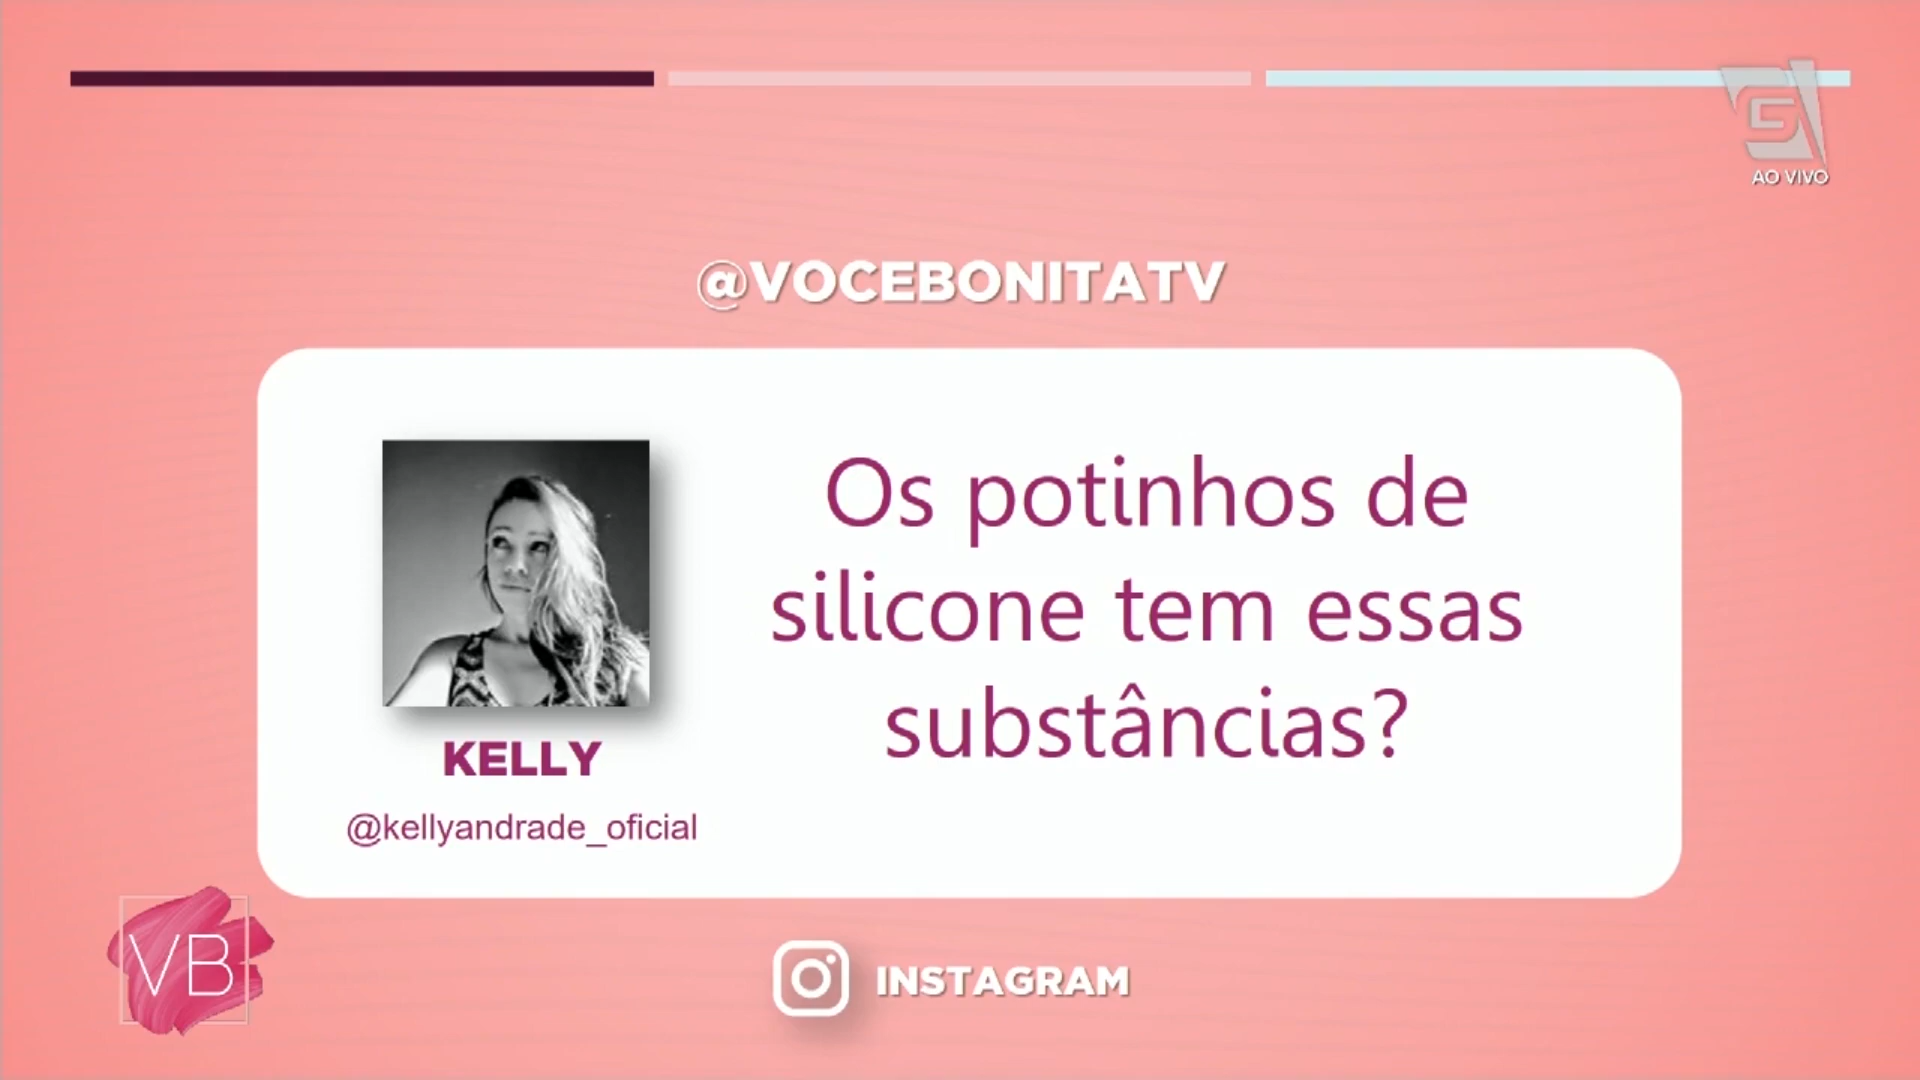 AO VIVO
@VOCEBONITATV
Os potinhos de
silicone tem essas
substâncias?
KELLY
@kellyandrade_oficial
VB
INSTAGRAM